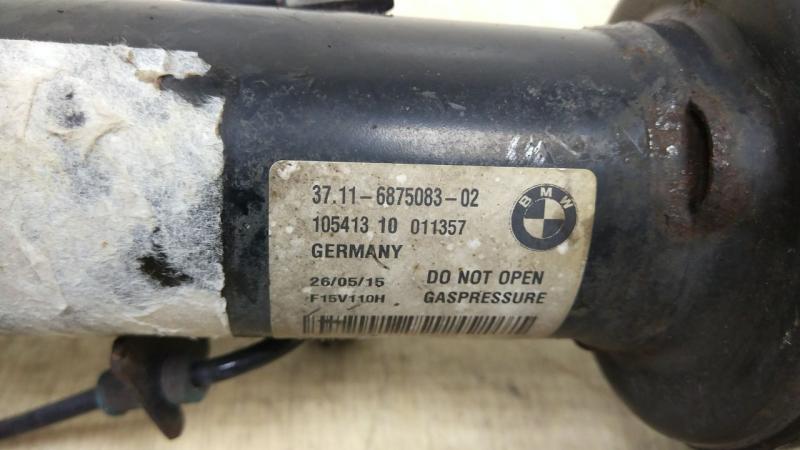 37.11-6875083-02
105413 10 011357
GERMANY
BMW
26/05/15 DO NOT OPEN
F15V110H GASPRESSURE